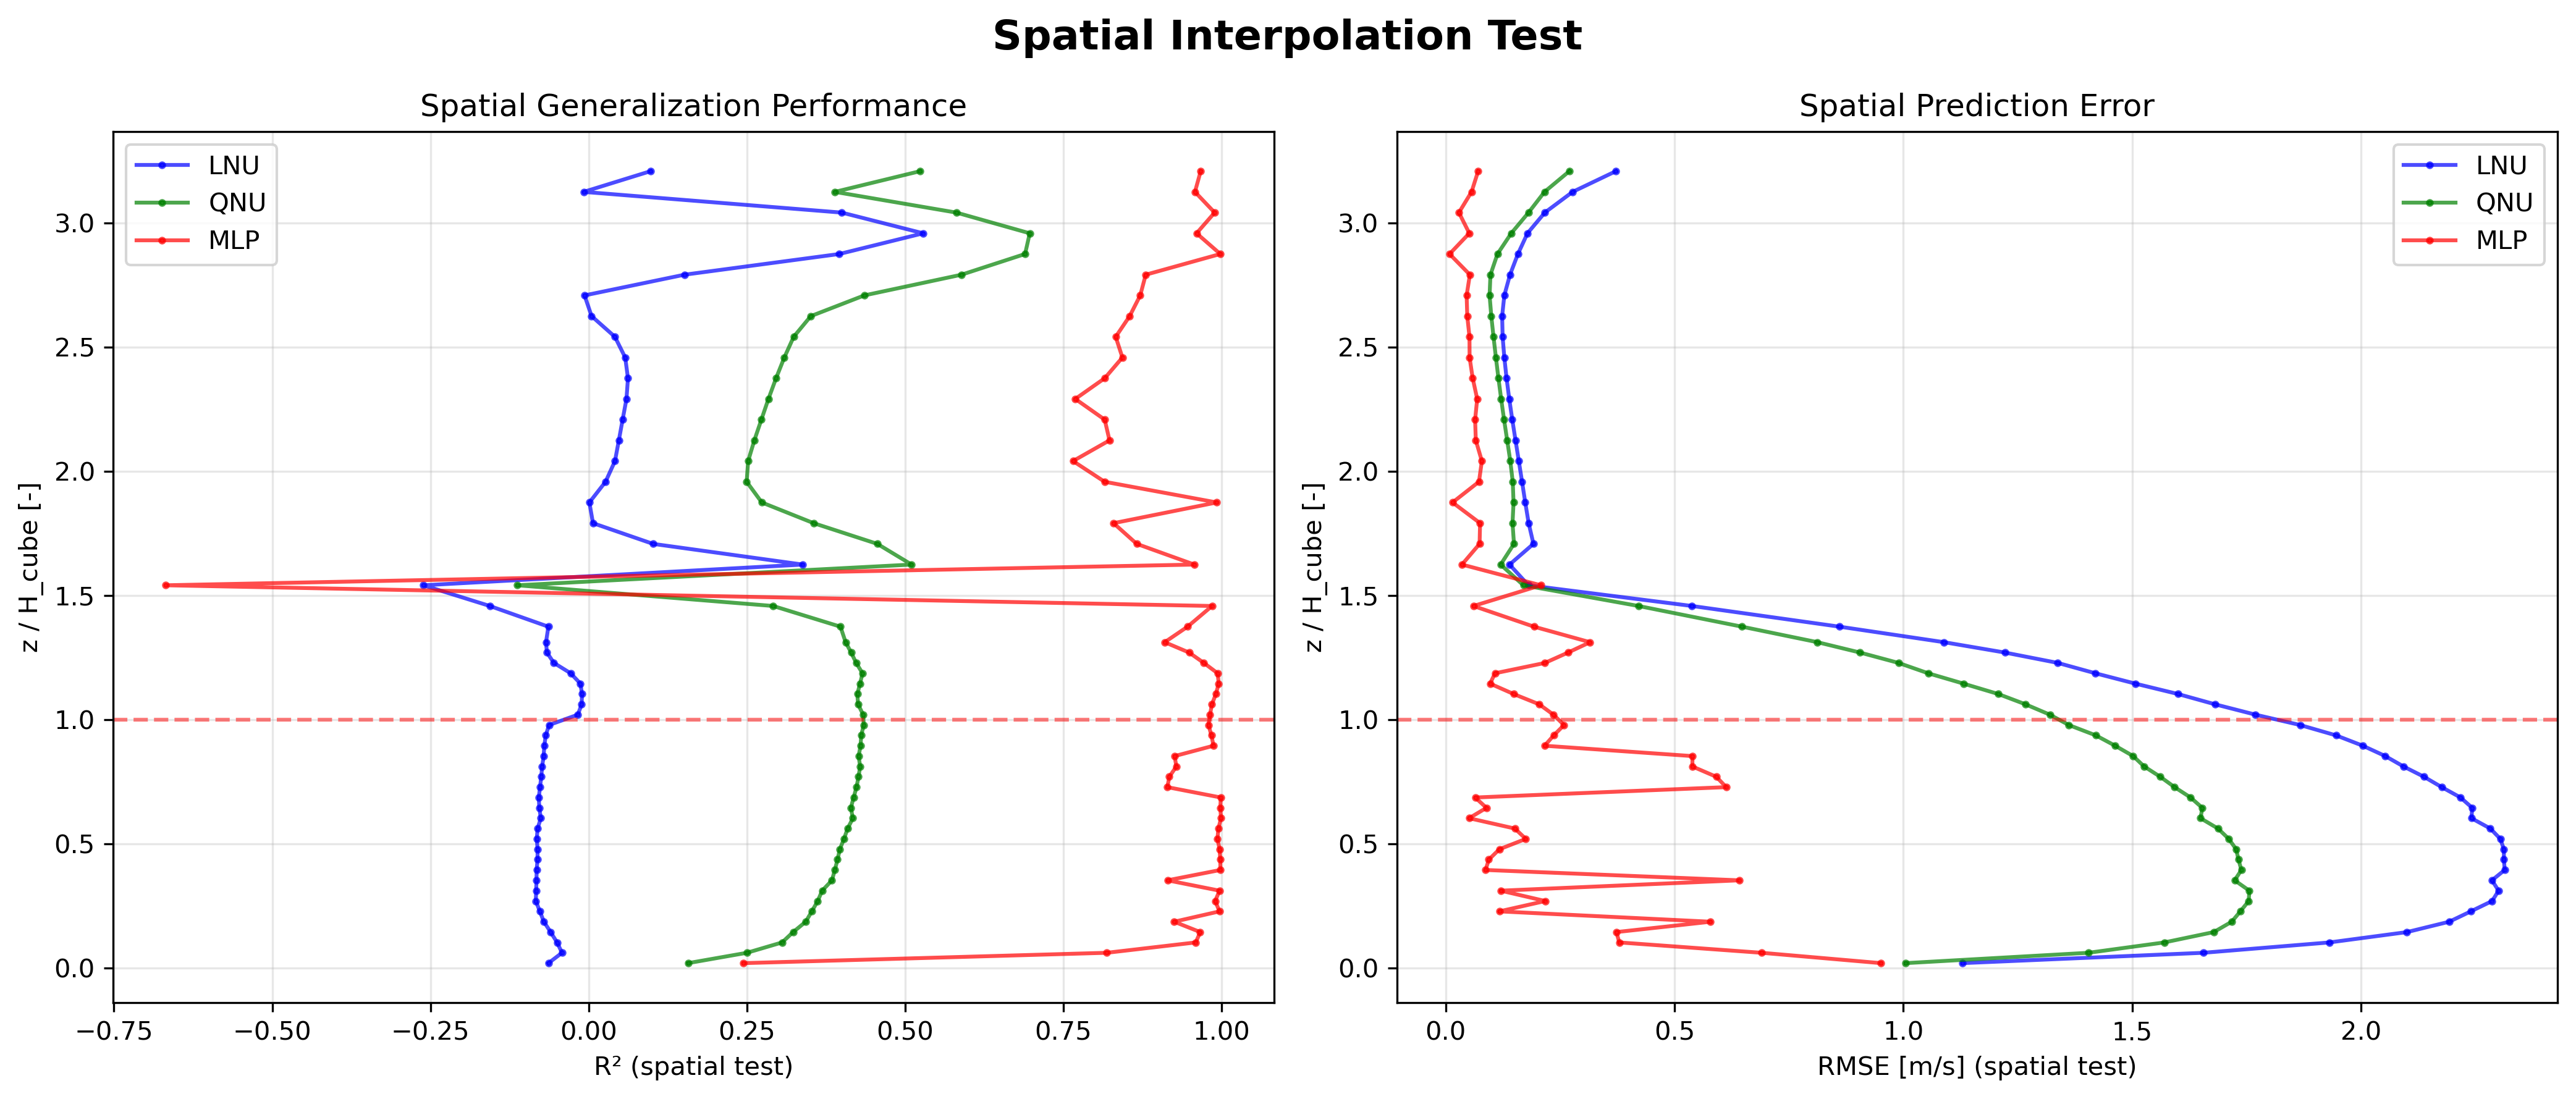 Spatial Interpolation Test
Spatial Generalization Performance
LNU
QNU
MLP
z / H_cube [-]
3.0
2.5
2.0
1.5
1.0
0.5
0.0
−0.75 −0.50 −0.25 0.00 0.25 0.50 0.75 1.00
R² (spatial test)
Spatial Prediction Error
LNU
QNU
MLP
z / H_cube [-]
3.0
2.5
2.0
1.5
1.0
0.5
0.0
0.0 0.5 1.0 1.5 2.0
RMSE [m/s] (spatial test)